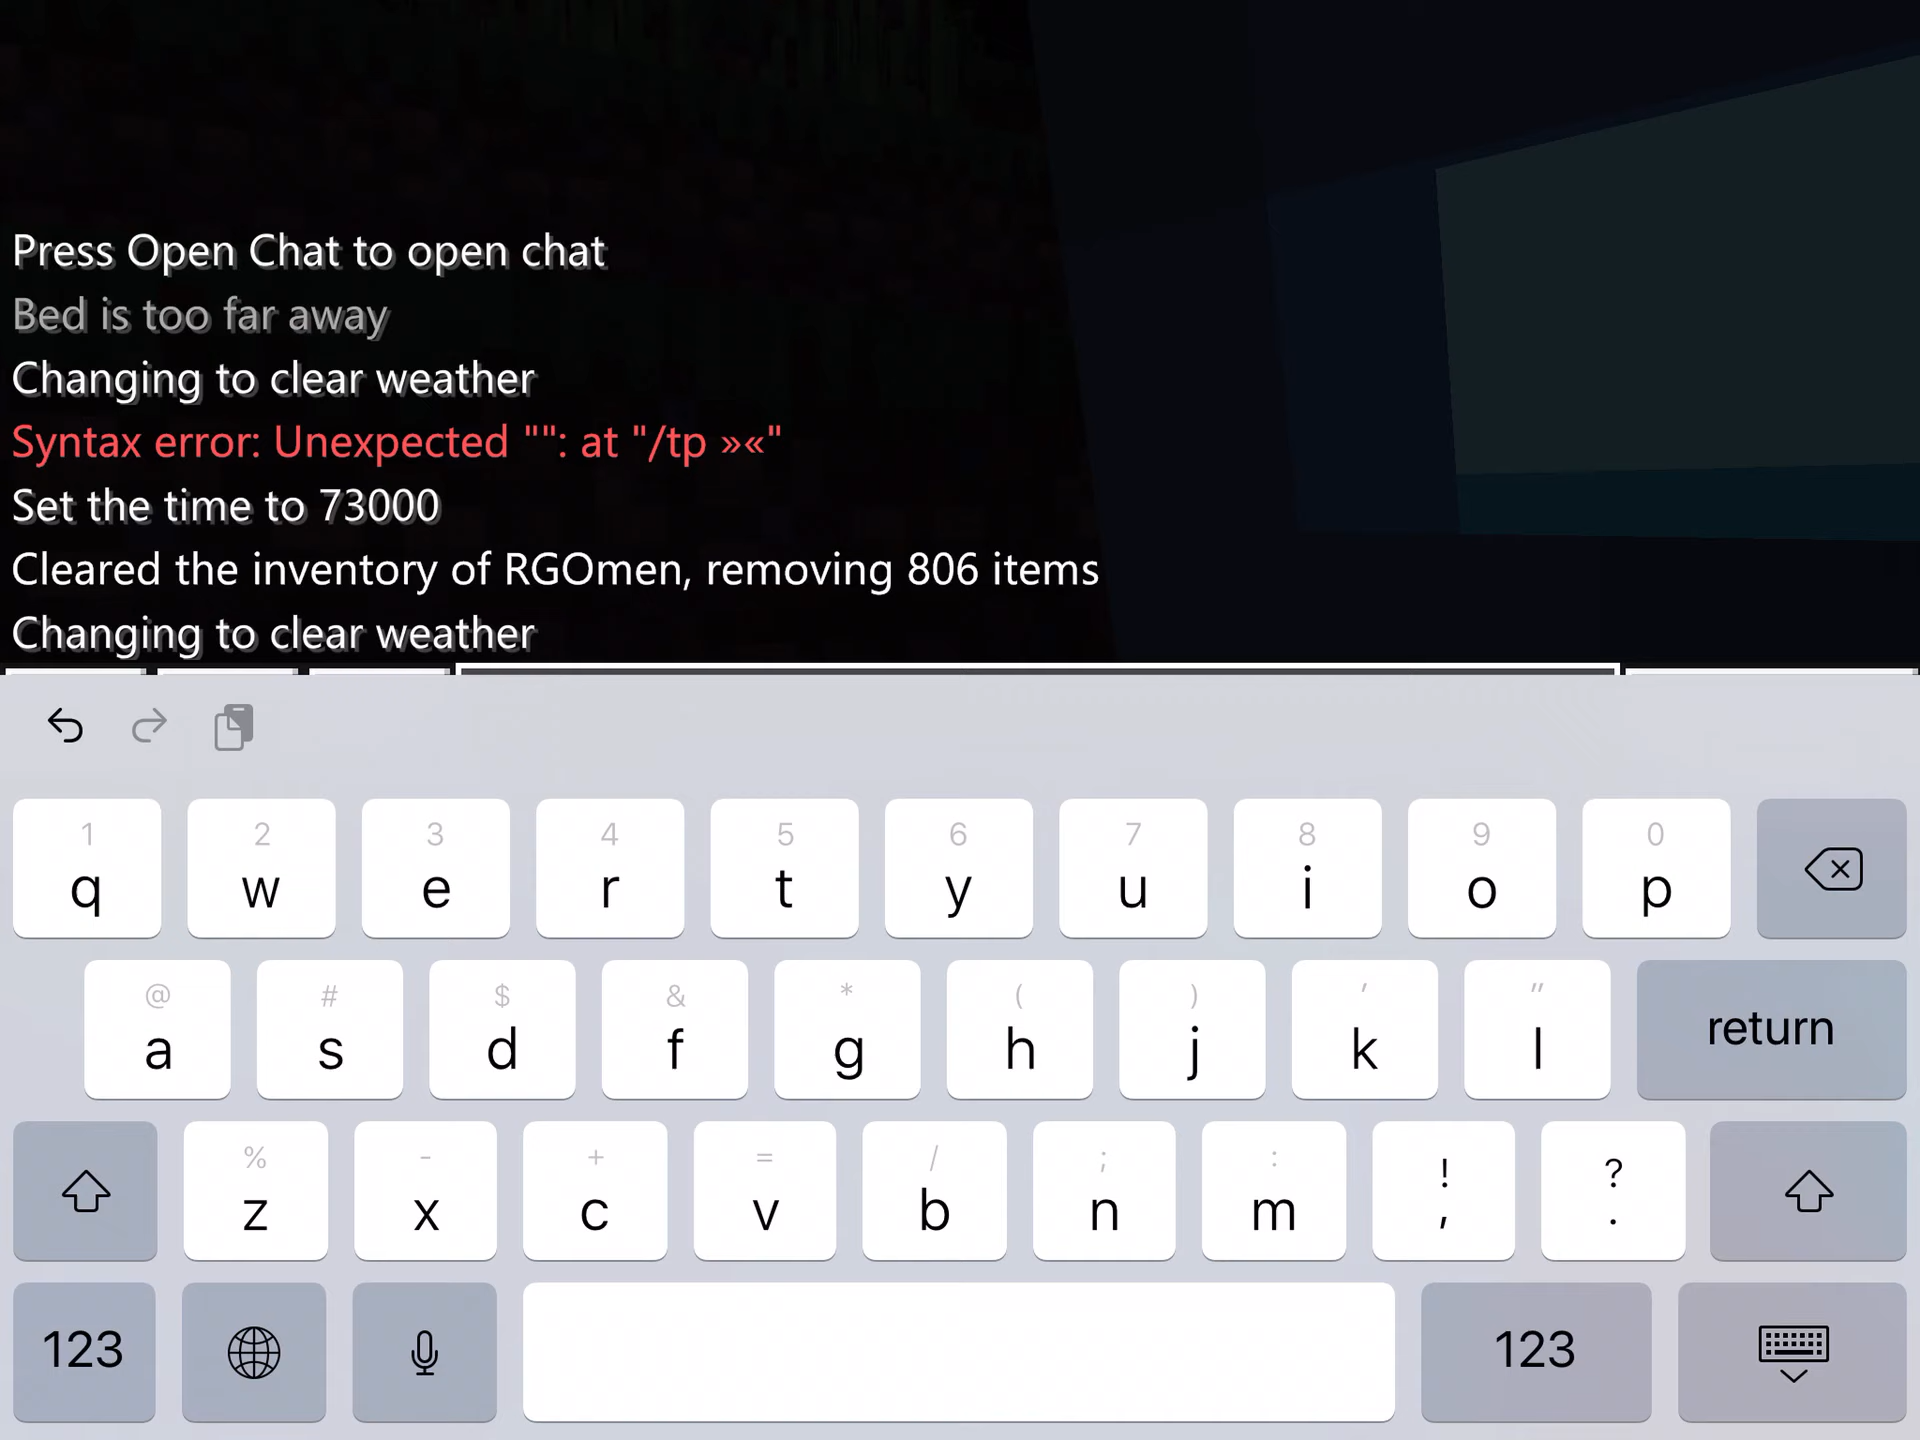 Press Open Chat to open chat
Bed is too far away
Changing to clear weather
Syntax error: Unexpected "": at "/tp »«"
Set the time to 73000
Cleared the inventory of RGOmen, removing 806 items
Changing to clear weather
1 2 3 4 5 6 7 8 9 0
q w e r t y u i o p
@ # $ & * ( ) ' "
a s d f g h j k l return
% - + = / ; : ! ?
z x c v b n m , .
123 123